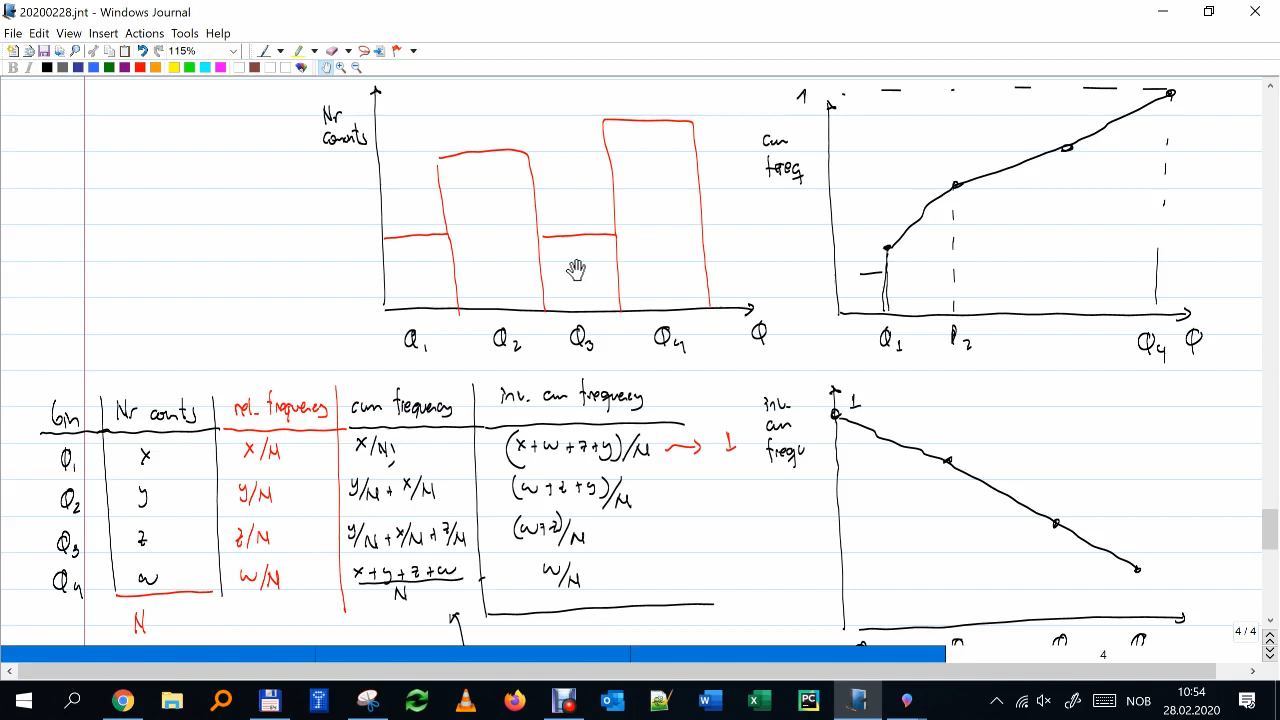 20200228.jnt - Windows Journal
File Edit View Insert Actions Tools Help
115%
B I
Nr
counts
Q1 Q2 Q3 Q4 Q
1
cum
freq
Q1 Q2 Q4 Q
bin Nr counts rel. frequency cum frequency inv. cum frequency
Q1 x x/N x/N (x+w+z+y)/N → 1
Q2 y y/N y/N + x/N (w+z+y)/N
Q3 z z/N y/N + x/N + z/N (w+z)/N
Q4 w w/N x+y+z+w w/N
N
N
1
inv.
cum
frequ
4 / 4
4
NOB
10:54
28.02.2020